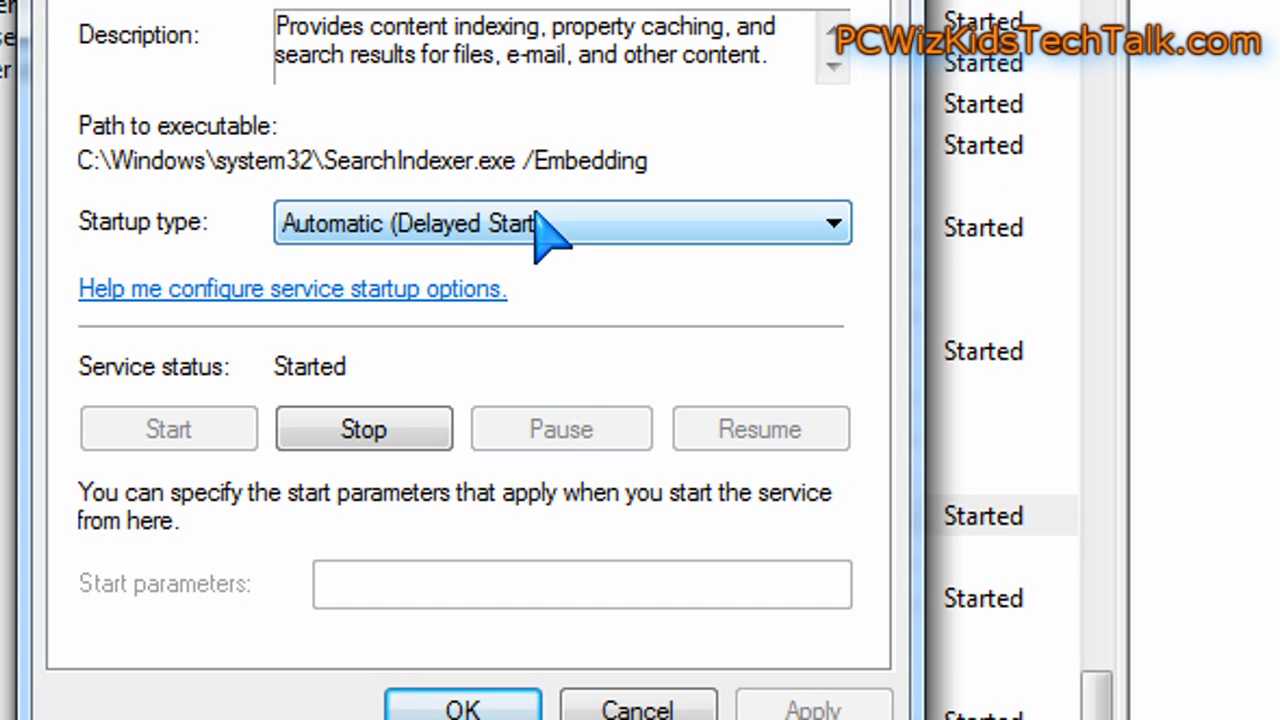 PCWizKidsTechTalk.com
Description:
Provides content indexing, property caching, and
search results for files, e-mail, and other content.
Path to executable:
C:\Windows\system32\SearchIndexer.exe /Embedding
Startup type:
Automatic (Delayed Start
Help me configure service startup options.
Service status:
Started
Start
Stop
Pause
Resume
You can specify the start parameters that apply when you start the service
from here.
Start parameters:
OK
Cancel
Apply
Started
Started
Started
Started
Started
Started
Started
Started
Started